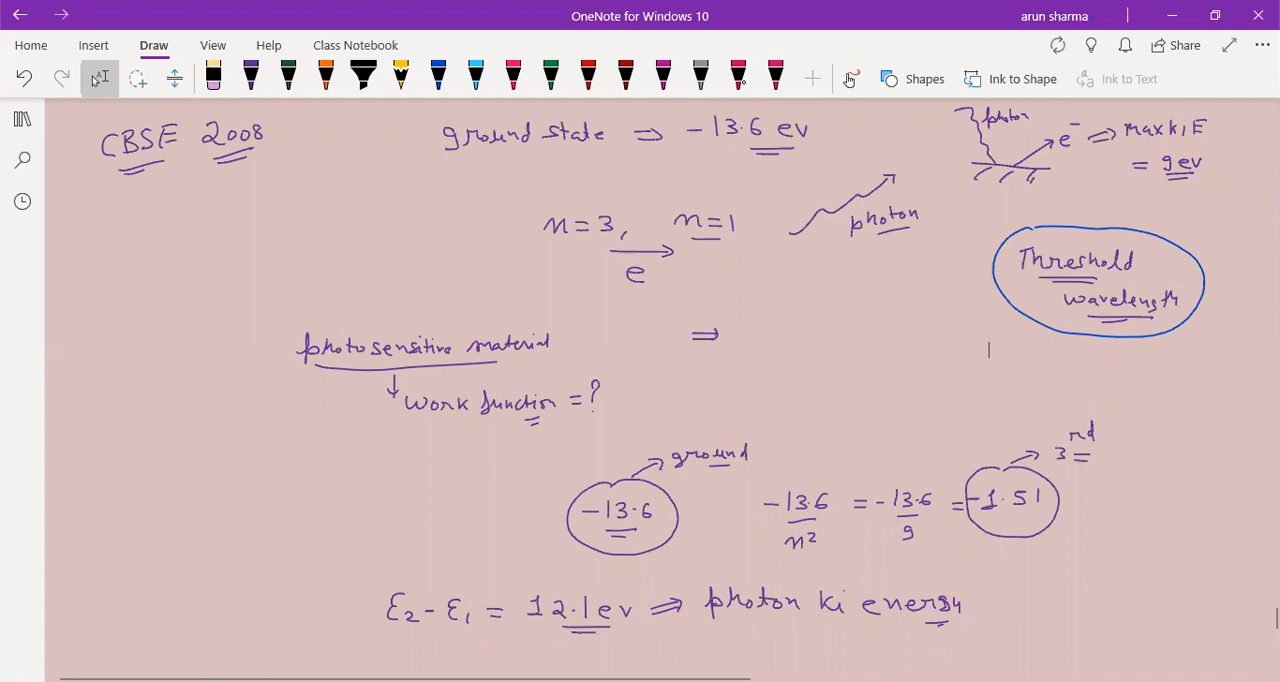 OneNote for Windows 10
arun sharma
Home Insert Draw View Help Class Notebook
Share
Shapes Ink to Shape Ink to Text
CBSE 2008
ground state ⇒ -13.6 ev
photon
e⁻ ⇒ max K.E
= 9ev
n=3, n=1
e
photon
Threshold
wavelength
photosensitive material ⇒
↓ work function = ?
ground
3rd
-13.6
-13.6/n² = -13.6/9 = -1.51
E₂-E₁ = 12.1ev ⇒ photon ki energy